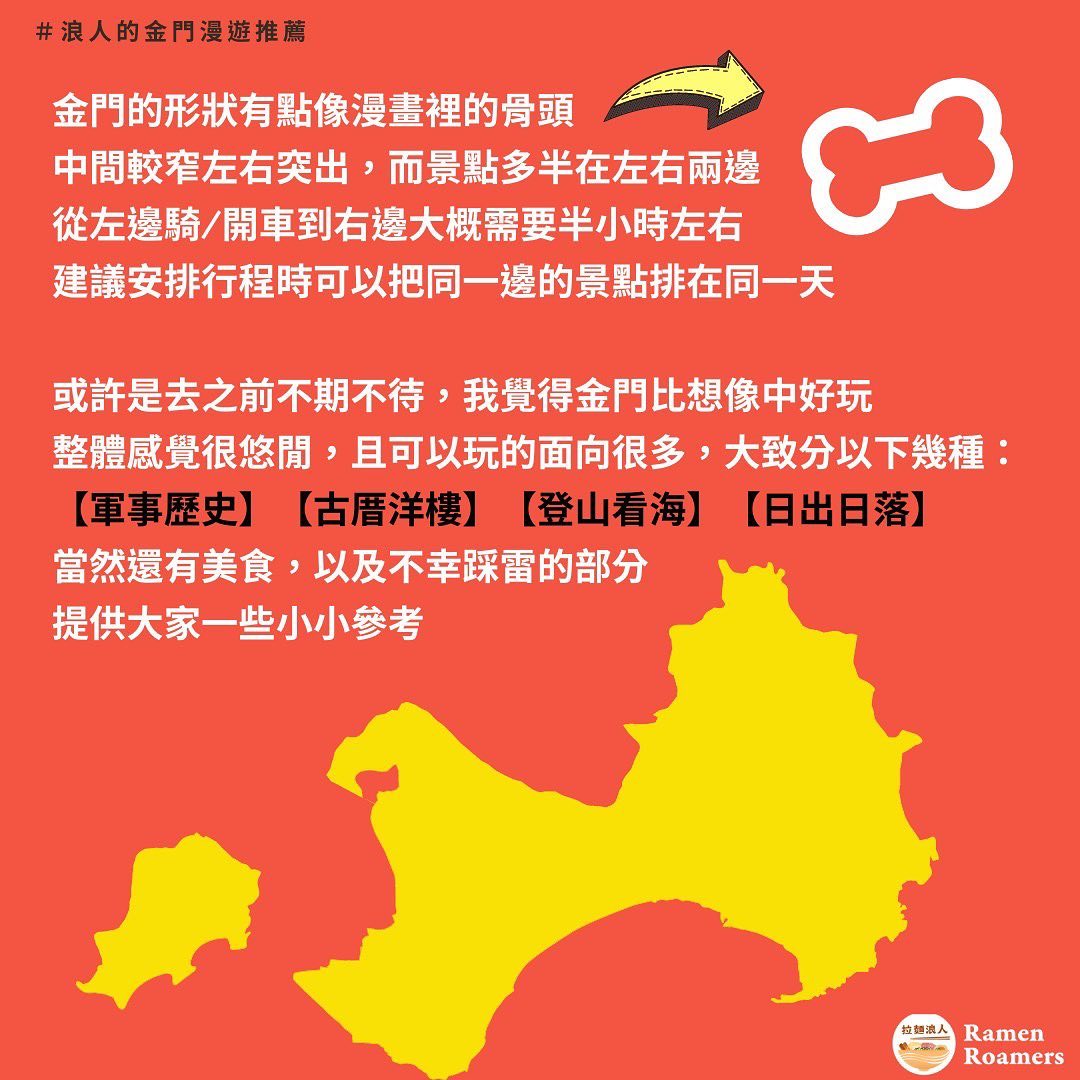 #浪人的金門漫遊推薦
金門的形狀有點像漫畫裡的骨頭
中間較窄左右突出，而景點多半在左右兩邊
從左邊騎/開車到右邊大概需要半小時左右
建議安排行程時可以把同一邊的景點排在同一天
或許是去之前不期不待，我覺得金門比想像中好玩
整體感覺很悠閒，且可以玩的面向很多，大致分以下幾種：
【軍事歷史】【古厝洋樓】【登山看海】【日出日落】
當然還有美食，以及不幸踩雷的部分
提供大家一些小小參考
拉麵浪人
Ramen
Roamers